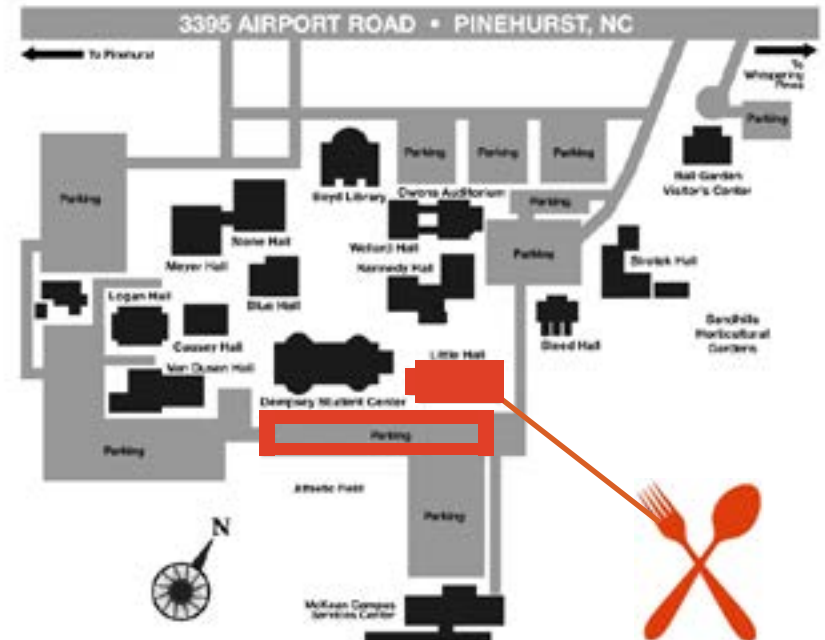 3395 AIRPORT ROAD • PINEHURST, NC
To Pinehurst
To
Whispering
Pines
Parking
Parking
Parking
Parking
Ball Garden
Visitor's Center
Parking
Boyd Library
Owens Auditorium
Parking
Stone Hall
Wellard Hall
Parking
Meyer Hall
Kennedy Hall
Logan Hall
Blue Hall
Sandhills
Horticultural
Gardens
Causey Hall
Steed Hall
Little Hall
Van Dusen Hall
Dempsey Student Center
Parking
Parking
Athletic Field
Parking
N
McKean Campus
Services Center